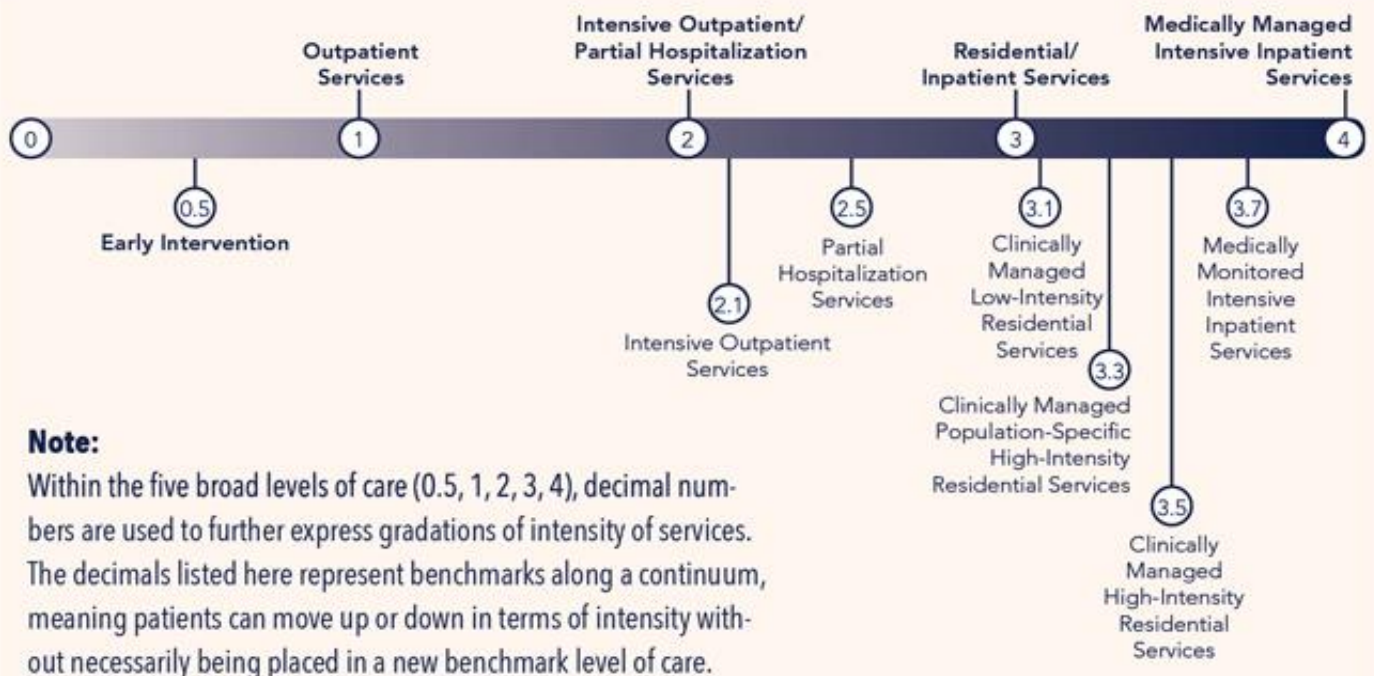 Outpatient
Services
Intensive Outpatient/
Partial Hospitalization
Services
Residential/
Inpatient Services
Medically Managed
Intensive Inpatient
Services
0
1
2
3
4
0.5
Early Intervention
2.1
Intensive Outpatient
Services
2.5
Partial
Hospitalization
Services
3.1
Clinically
Managed
Low-Intensity
Residential
Services
3.3
Clinically Managed
Population-Specific
High-Intensity
Residential Services
3.5
Clinically
Managed
High-Intensity
Residential
Services
3.7
Medically
Monitored
Intensive
Inpatient
Services
Note:
Within the five broad levels of care (0.5, 1, 2, 3, 4), decimal num-
bers are used to further express gradations of intensity of services.
The decimals listed here represent benchmarks along a continuum,
meaning patients can move up or down in terms of intensity with-
out necessarily being placed in a new benchmark level of care.